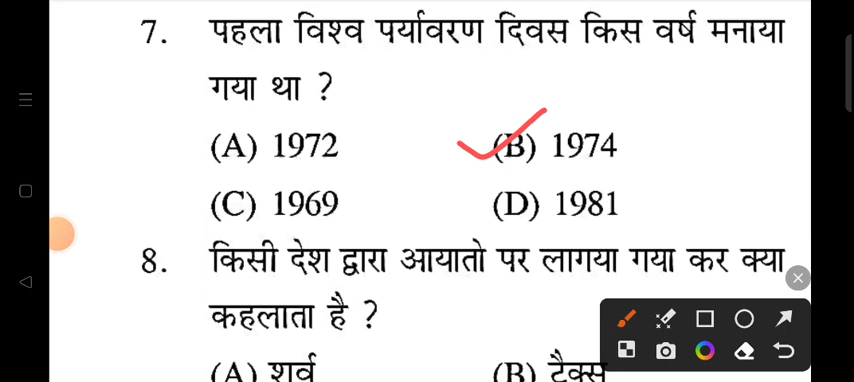 7. पहला विश्व पर्यावरण दिवस किस वर्ष मनाया
गया था ?
(A) 1972 (B) 1974
(C) 1969 (D) 1981
8. किसी देश द्वारा आयातो पर लागया गया कर क्या
कहलाता है ?
(B) टैक्स